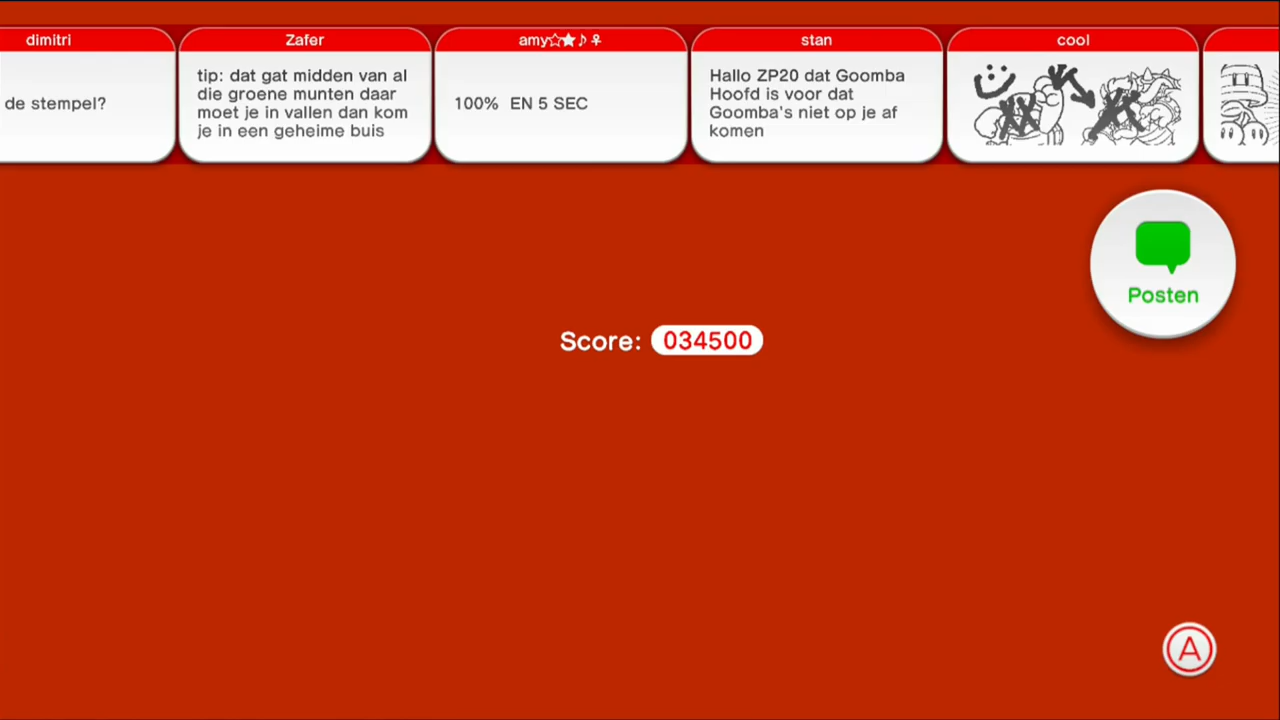 dimitri
de stempel?
Zafer
tip: dat gat midden van al
die groene munten daar
moet je in vallen dan kom
je in een geheime buis
amy☆★♪♀
100%  EN 5 SEC
stan
Hallo ZP20 dat Goomba
Hoofd is voor dat
Goomba's niet op je af
komen
cool
Posten
Score: 034500
A